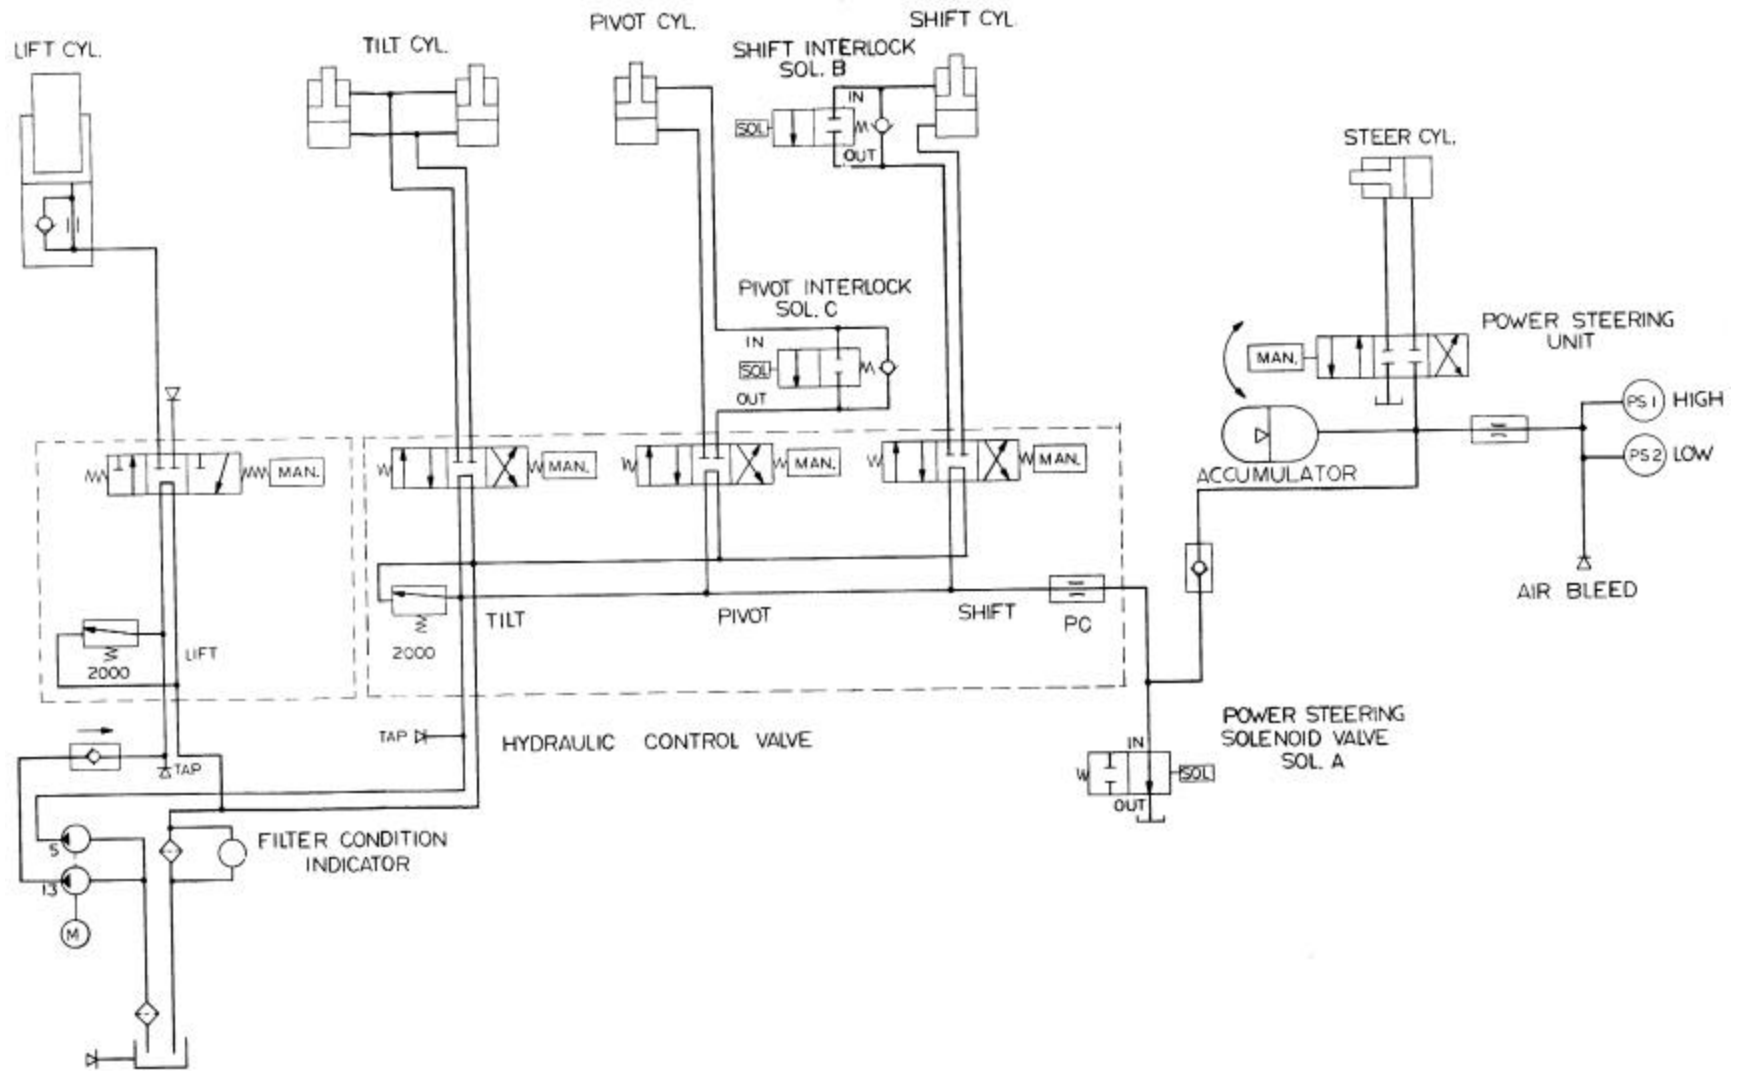 LIFT CYL.
TILT CYL.
PIVOT CYL.
SHIFT CYL
SHIFT INTERLOCK
SOL. B
IN
SOL
OUT
STEER CYL.
PIVOT INTERLOCK
SOL. C
IN
SOL
OUT
POWER STEERING
UNIT
MAN.
PS1 HIGH
PS2 LOW
ACCUMULATOR
AIR BLEED
MAN.
MAN.
MAN.
MAN.
LIFT
2000
TILT
2000
PIVOT
SHIFT
PC
TAP
HYDRAULIC CONTROL VALVE
POWER STEERING
SOLENOID VALVE
SOL. A
IN
SOL
OUT
TAP
5
13
M
FILTER CONDITION
INDICATOR